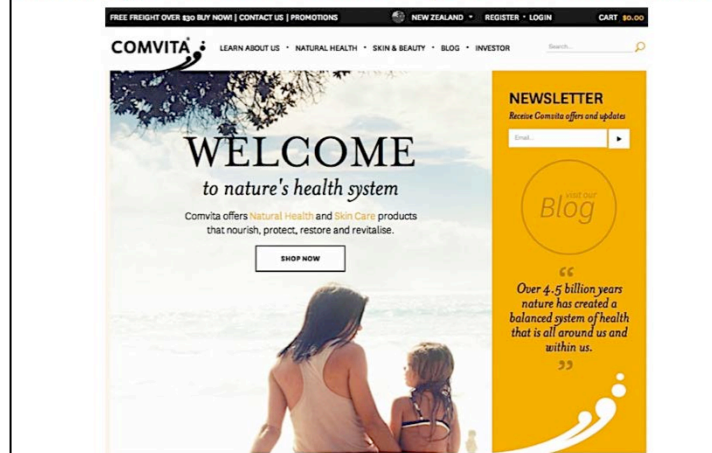 FREE FREIGHT OVER $30 BUY NOW! | CONTACT US | PROMOTIONS
NEW ZEALAND
REGISTER • LOGIN
CART $0.00
COMVITA
LEARN ABOUT US • NATURAL HEALTH • SKIN & BEAUTY • BLOG • INVESTOR
Search...
WELCOME
to nature's health system
Comvita offers Natural Health and Skin Care products
that nourish, protect, restore and revitalise.
SHOP NOW
NEWSLETTER
Receive Comvita offers and updates
Email...
visit our
Blog
“
Over 4.5 billion years
nature has created a
balanced system of health
that is all around us and
within us.
”